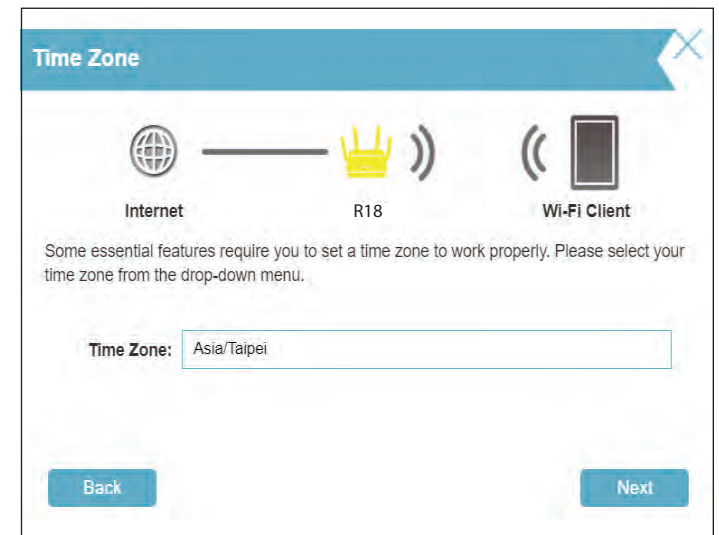 Time Zone
Internet
R18
Wi-Fi Client
Some essential features require you to set a time zone to work properly. Please select your
time zone from the drop-down menu.
Time Zone: Asia/Taipei
Back
Next